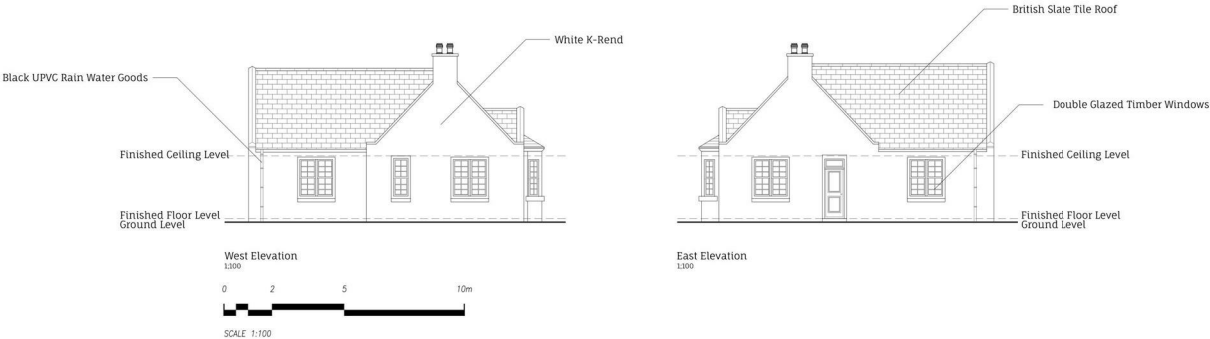 British Slate Tile Roof
White K-Rend
Black UPVC Rain Water Goods
Double Glazed Timber Windows
Finished Ceiling Level
Finished Ceiling Level
Finished Floor Level
Ground Level
Finished Floor Level
Ground Level
West Elevation
1:100
East Elevation
1:100
0 2 5 10m
SCALE 1:100